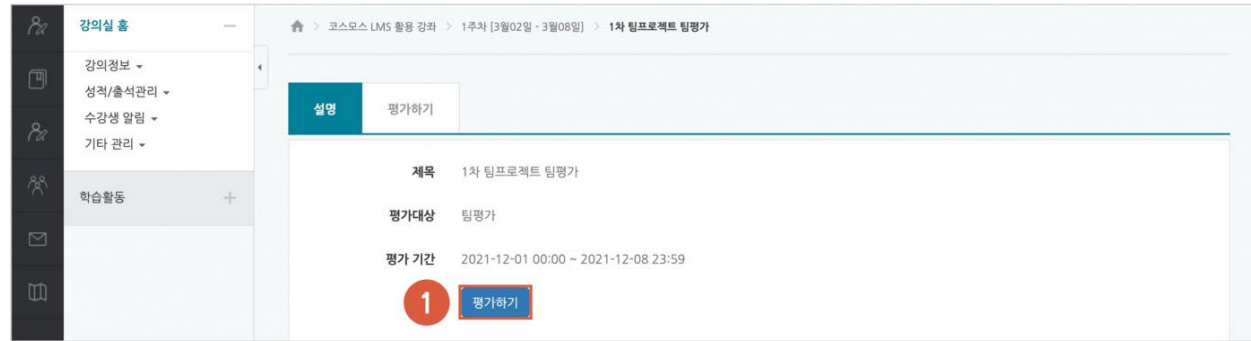 강의실 홈
강의정보
성적/출석관리
수강생 알림
기타 관리
학습활동
코스모스 LMS 활용 강좌 > 1주차 [3월02일 - 3월08일] > 1차 팀프로젝트 팀평가
설명 평가하기
제목 1차 팀프로젝트 팀평가
평가대상 팀평가
평가 기간 2021-12-01 00:00 ~ 2021-12-08 23:59
1 평가하기